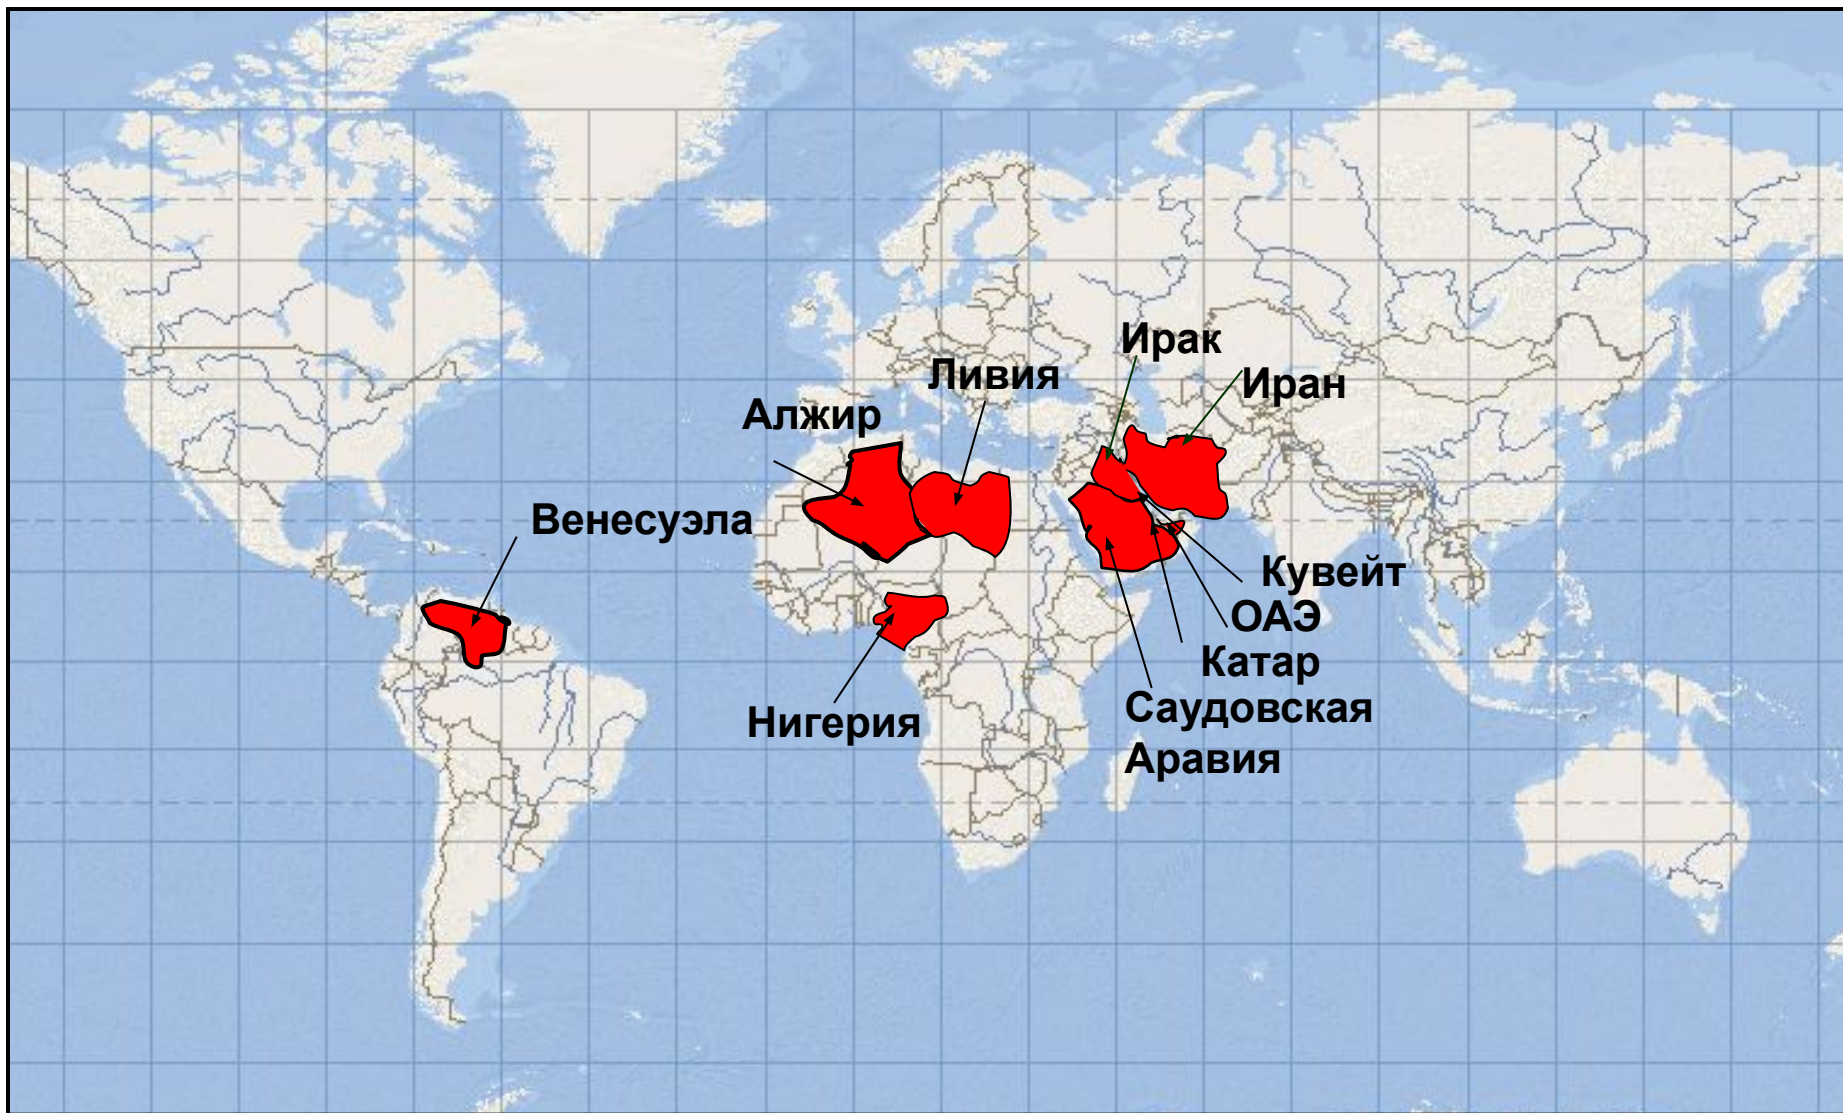 Ирак
Ливия
Иран
Алжир
Венесуэла
Кувейт
ОАЭ
Катар
Саудовская
Аравия
Нигерия